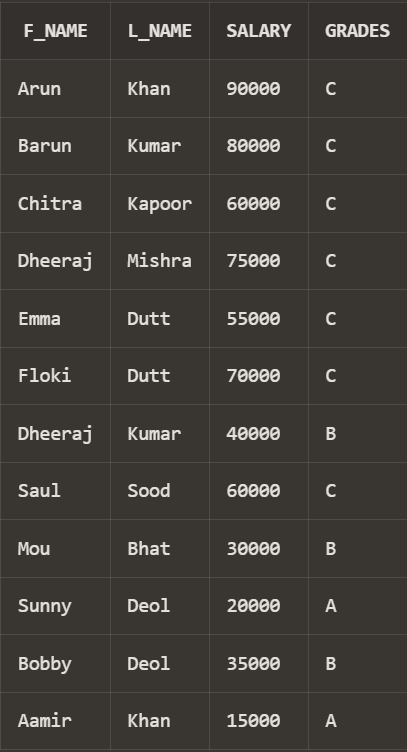 F_NAME L_NAME SALARY GRADES
Arun Khan 90000 C
Barun Kumar 80000 C
Chitra Kapoor 60000 C
Dheeraj Mishra 75000 C
Emma Dutt 55000 C
Floki Dutt 70000 C
Dheeraj Kumar 40000 B
Saul Sood 60000 C
Mou Bhat 30000 B
Sunny Deol 20000 A
Bobby Deol 35000 B
Aamir Khan 15000 A